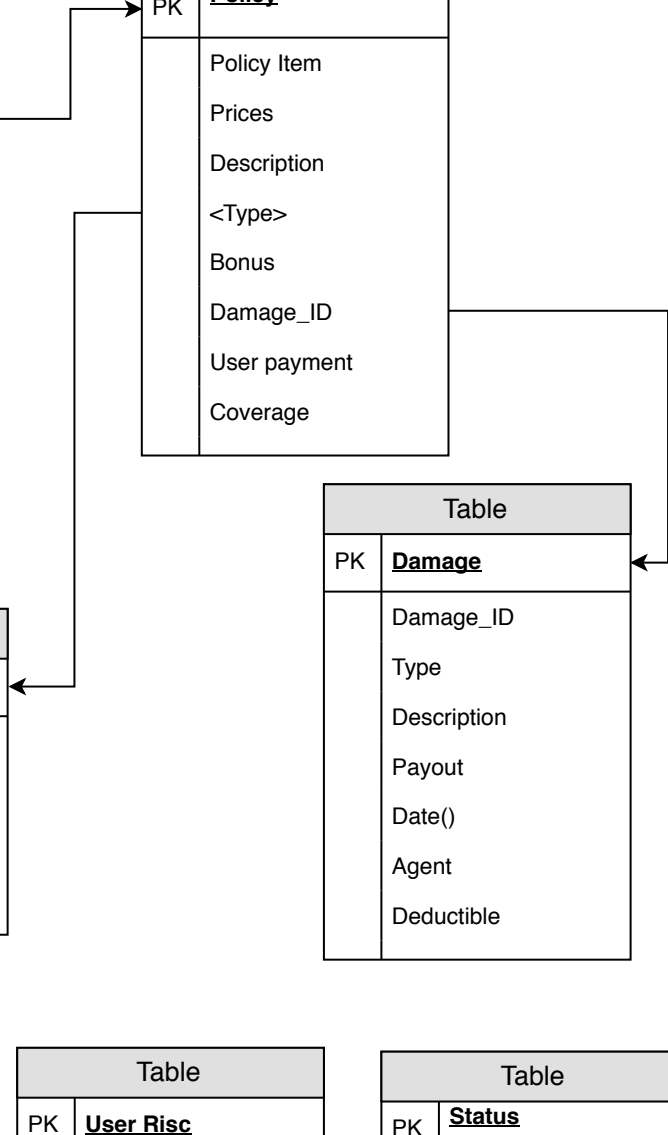 PK Policy
Policy Item
Prices
Description
<Type>
Bonus
Damage_ID
User payment
Coverage
Table
PK Damage
Damage_ID
Type
Description
Payout
Date()
Agent
Deductible
Table
PK User Risc
Table
PK Status